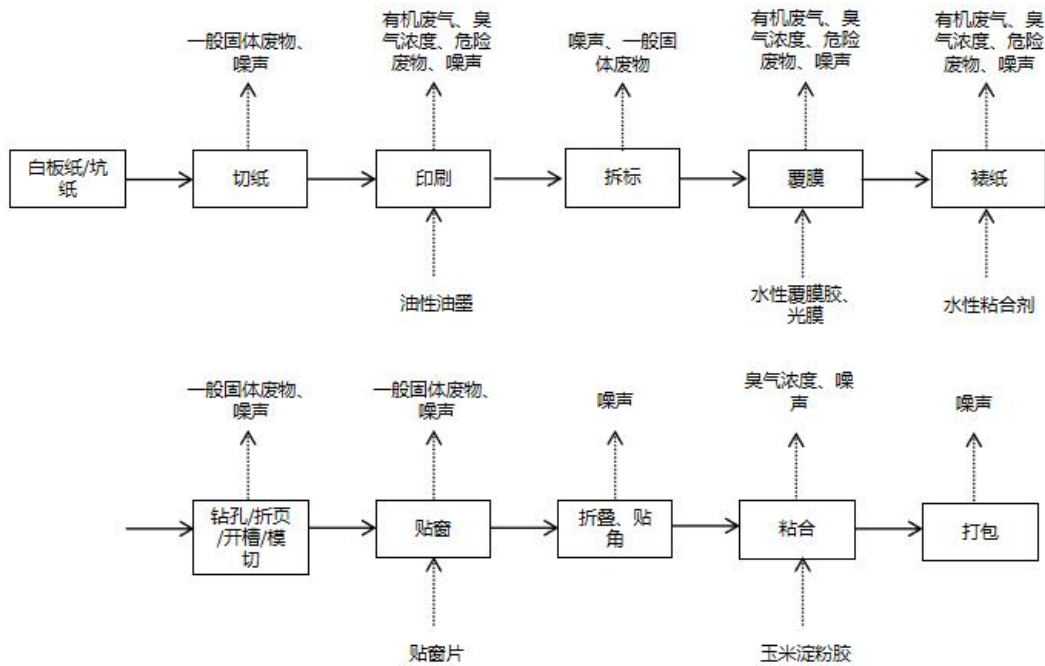 一般固体废物、
噪声
有机废气、臭
气浓度、危险
废物、噪声
噪声、一般固
体废物
有机废气、臭
气浓度、危险
废物、噪声
有机废气、臭
气浓度、危险
废物、噪声
白板纸/坑
纸
切纸
印刷
拆标
覆膜
裱纸
油性油墨
水性覆膜胶、
光膜
水性粘合剂
一般固体废物、
噪声
一般固体废物、
噪声
噪声
臭气浓度、噪
声
噪声
钻孔/折页
/开槽/模
切
贴窗
折叠、贴
角
粘合
打包
贴窗片
玉米淀粉胶